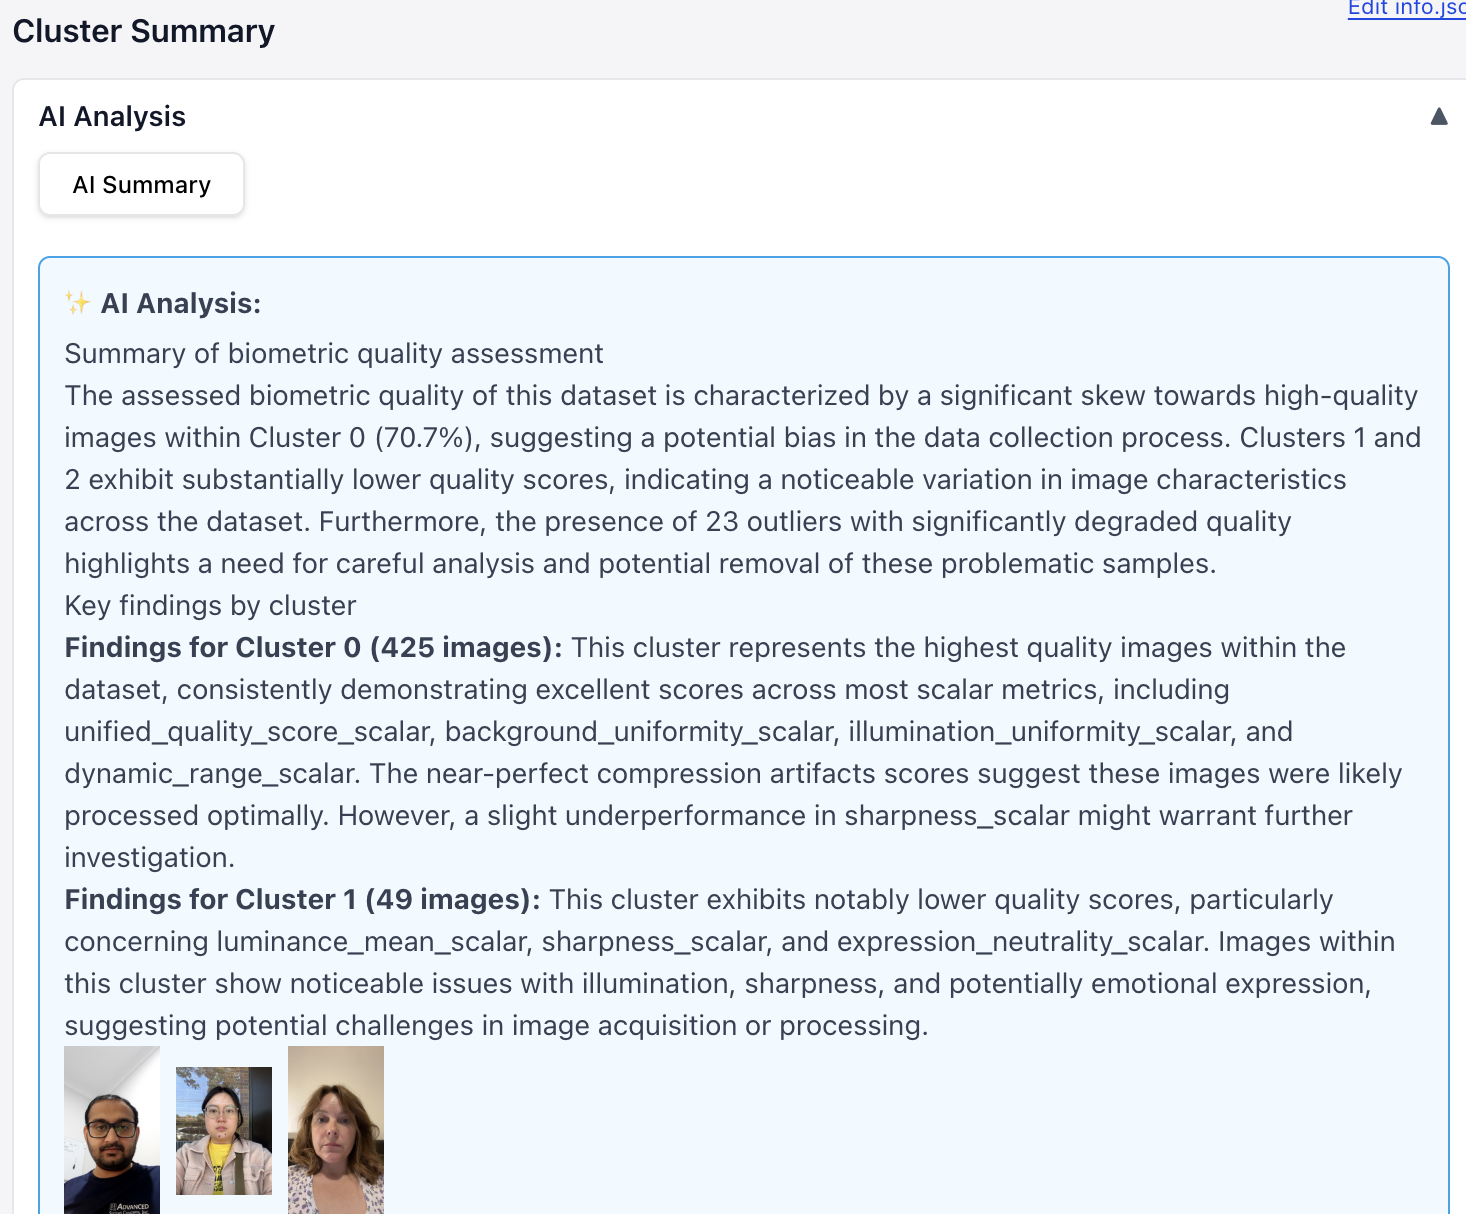 Edit info.jsc
Cluster Summary
AI Analysis
AI Summary
✨ AI Analysis:
Summary of biometric quality assessment
The assessed biometric quality of this dataset is characterized by a significant skew towards high-quality
images within Cluster 0 (70.7%), suggesting a potential bias in the data collection process. Clusters 1 and
2 exhibit substantially lower quality scores, indicating a noticeable variation in image characteristics
across the dataset. Furthermore, the presence of 23 outliers with significantly degraded quality
highlights a need for careful analysis and potential removal of these problematic samples.
Key findings by cluster
Findings for Cluster 0 (425 images): This cluster represents the highest quality images within the
dataset, consistently demonstrating excellent scores across most scalar metrics, including
unified_quality_score_scalar, background_uniformity_scalar, illumination_uniformity_scalar, and
dynamic_range_scalar. The near-perfect compression artifacts scores suggest these images were likely
processed optimally. However, a slight underperformance in sharpness_scalar might warrant further
investigation.
Findings for Cluster 1 (49 images): This cluster exhibits notably lower quality scores, particularly
concerning luminance_mean_scalar, sharpness_scalar, and expression_neutrality_scalar. Images within
this cluster show noticeable issues with illumination, sharpness, and potentially emotional expression,
suggesting potential challenges in image acquisition or processing.
ADVANCED